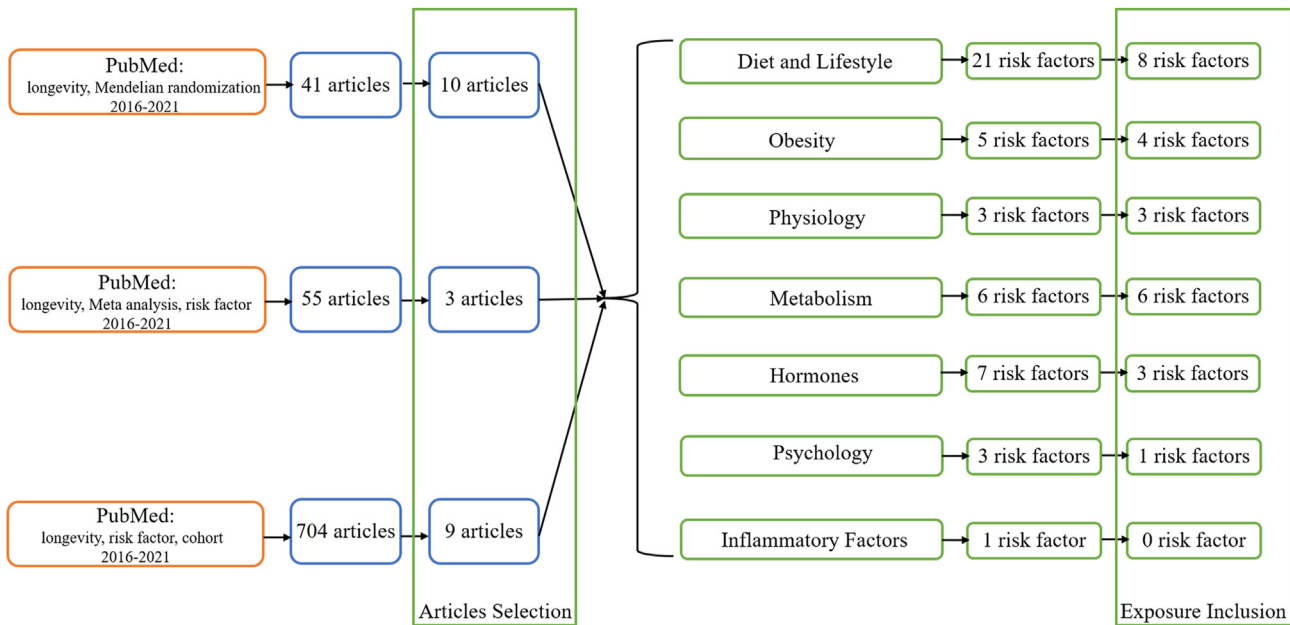 PubMed:
longevity, Mendelian randomization
2016-2021
41 articles
10 articles
PubMed:
longevity, Meta analysis, risk factor
2016-2021
55 articles
3 articles
PubMed:
longevity, risk factor, cohort
2016-2021
704 articles
9 articles
Articles Selection
Diet and Lifestyle
21 risk factors
8 risk factors
Obesity
5 risk factors
4 risk factors
Physiology
3 risk factors
3 risk factors
Metabolism
6 risk factors
6 risk factors
Hormones
7 risk factors
3 risk factors
Psychology
3 risk factors
1 risk factors
Inflammatory Factors
1 risk factor
0 risk factor
Exposure Inclusion